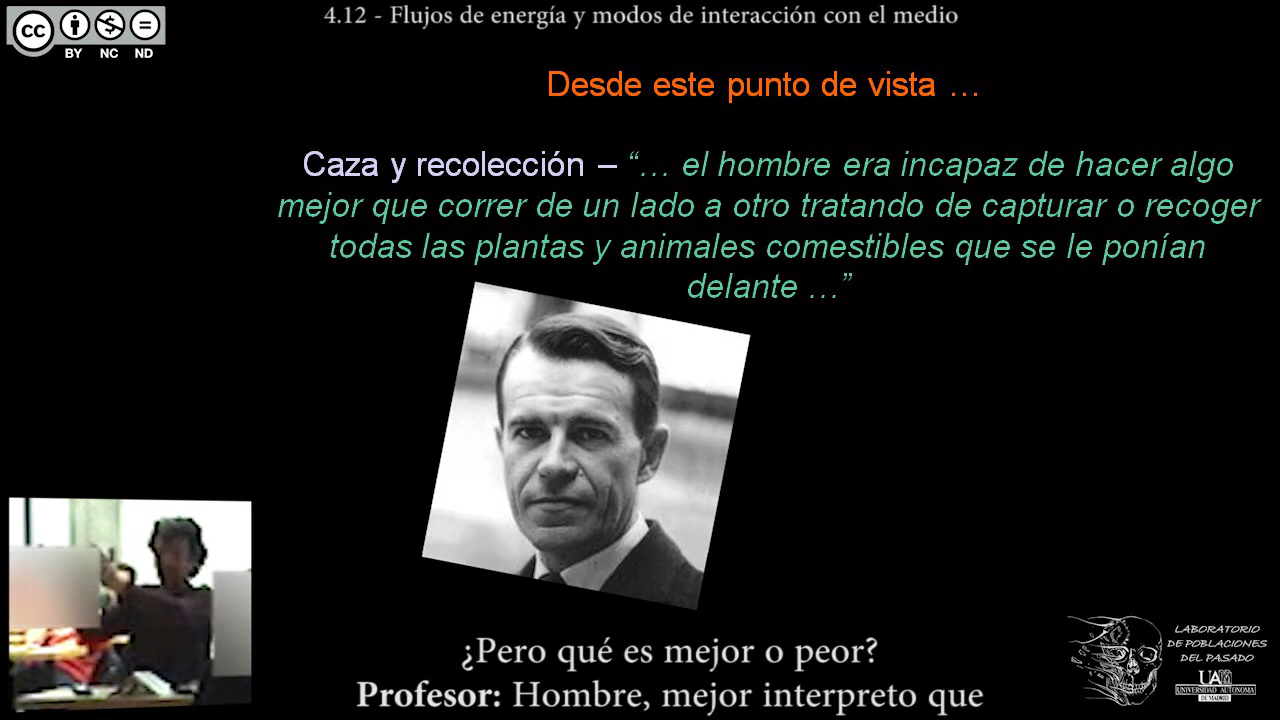 4.12 - Flujos de energía y modos de interacción con el medio
cc
BY NC ND
Desde este punto de vista …
Caza y recolección – “… el hombre era incapaz de hacer algo
mejor que correr de un lado a otro tratando de capturar o recoger
todas las plantas y animales comestibles que se le ponían
delante …”
¿Pero qué es mejor o peor?
Profesor: Hombre, mejor interpreto que
LABORATORIO
DE POBLACIONES
DEL PASADO
UAM
UNIVERSIDAD AUTONOMA
DE MADRID